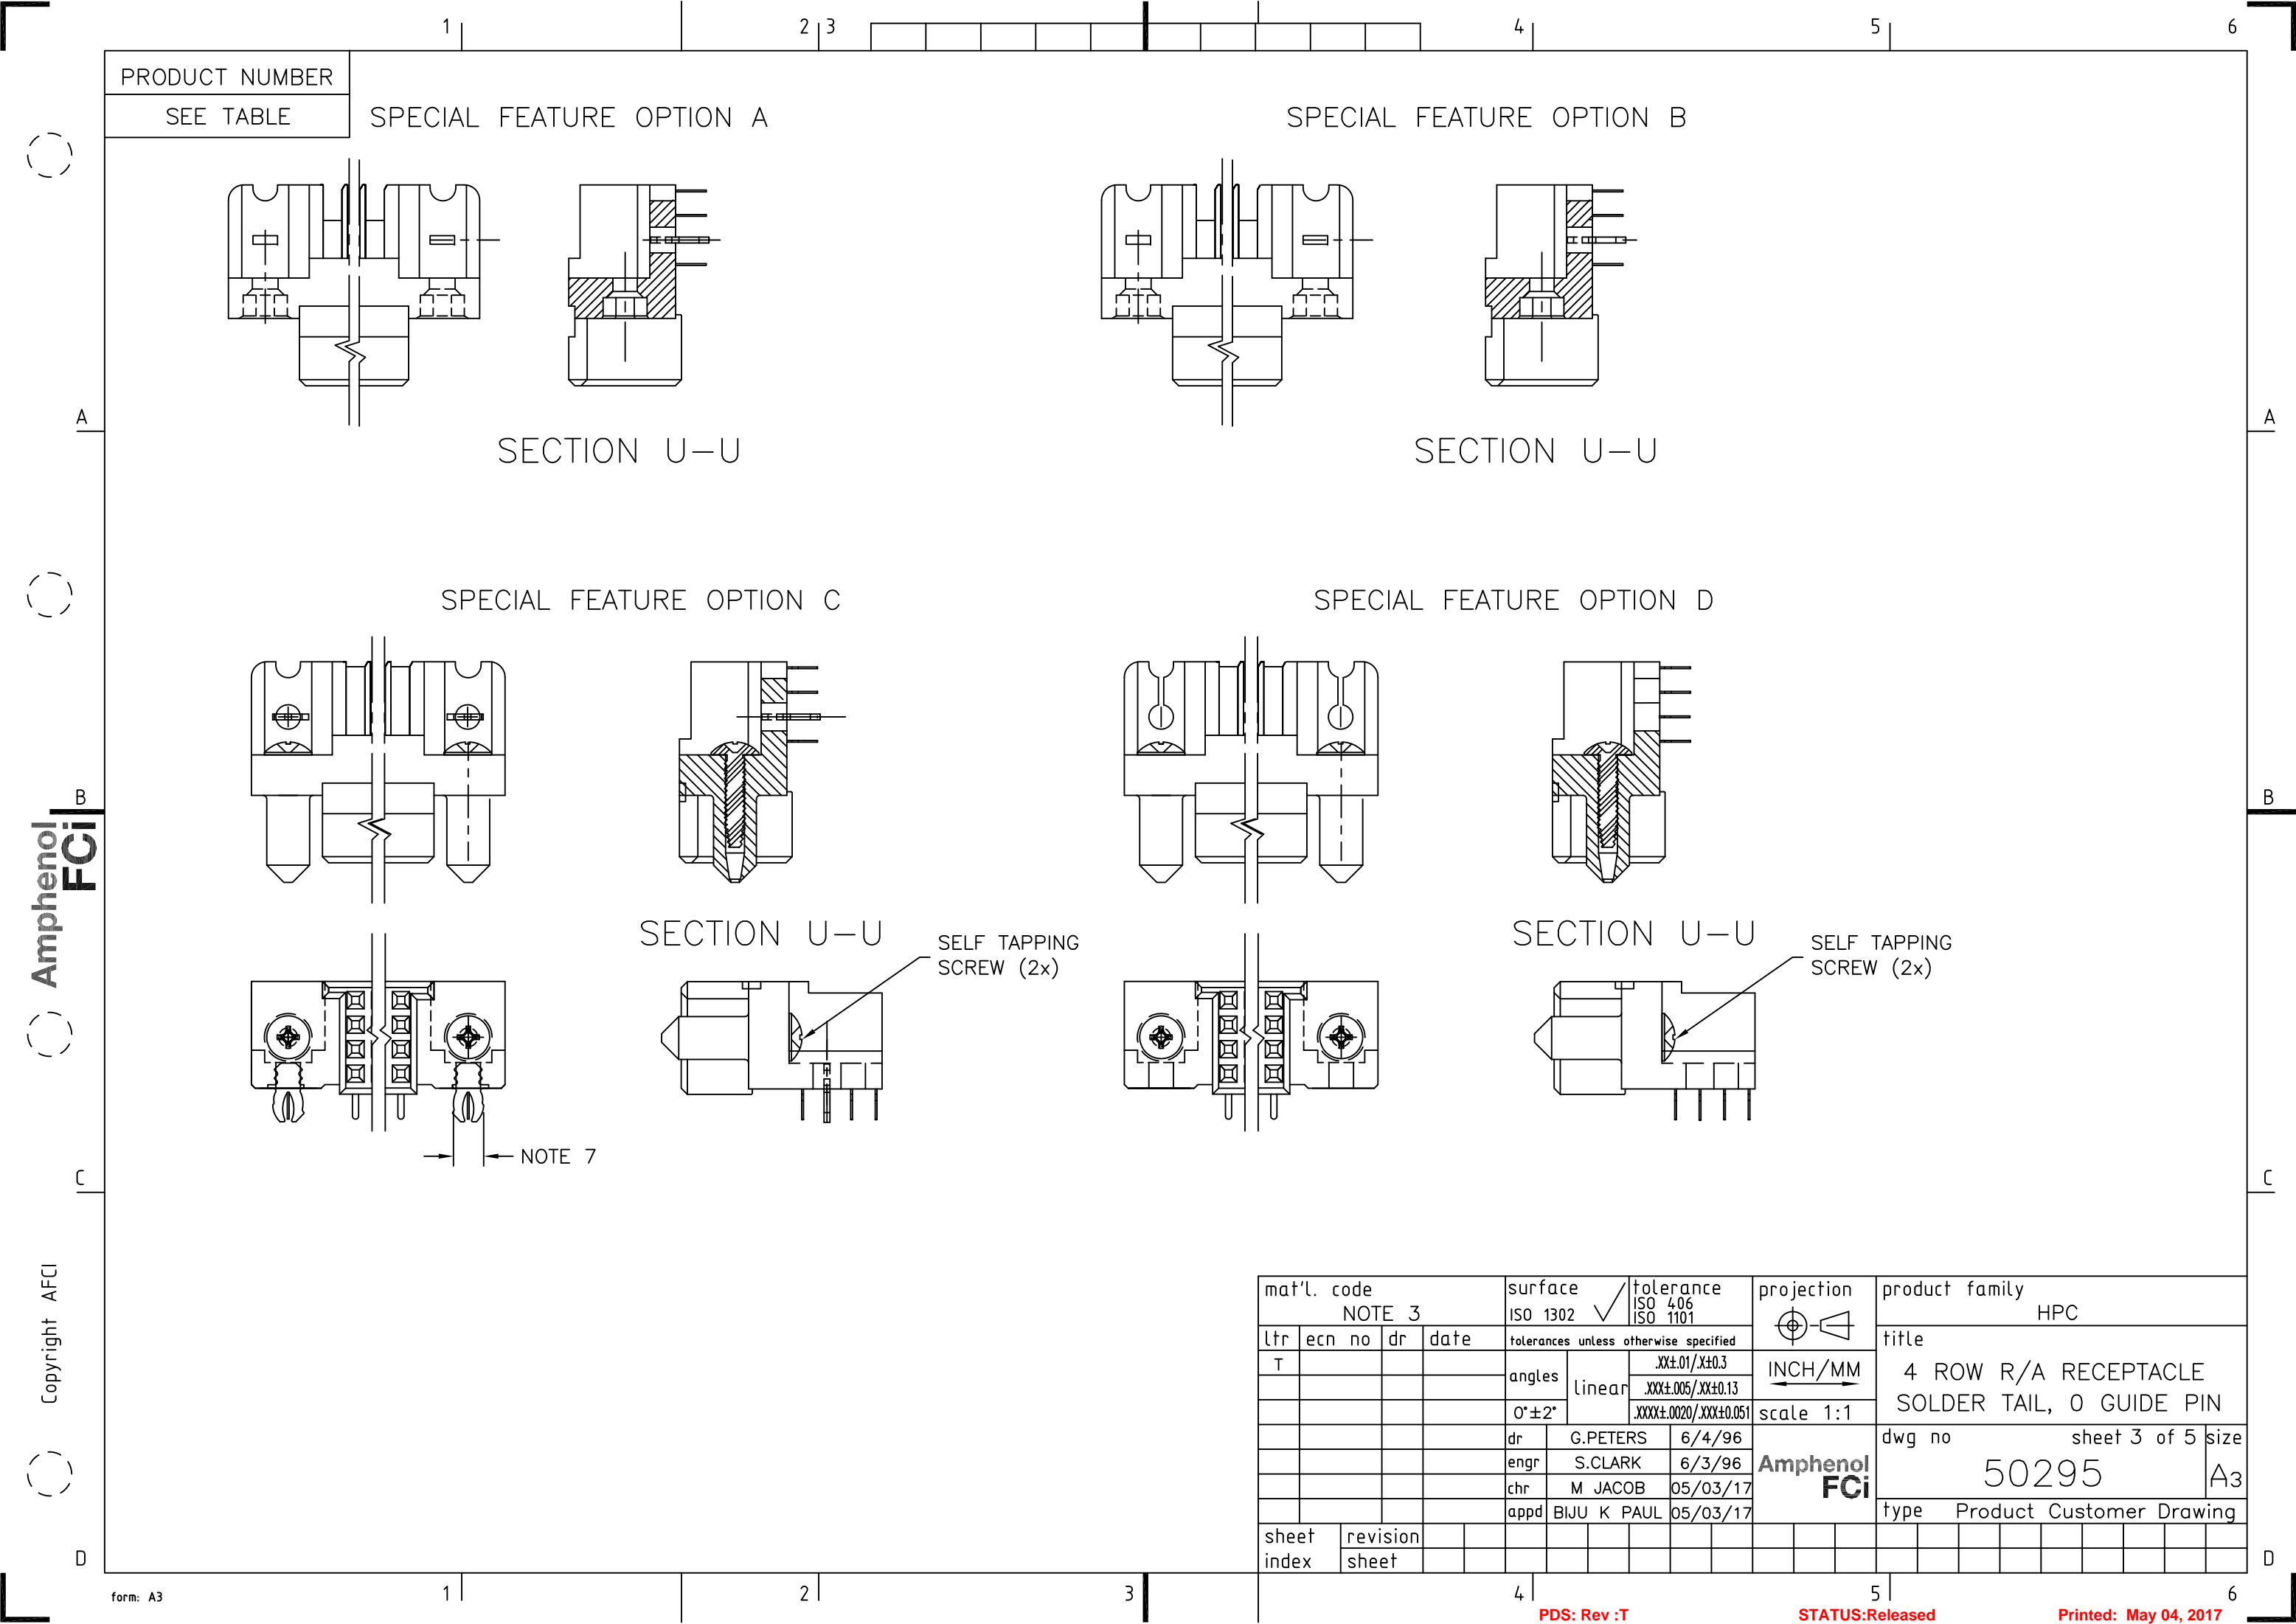 1
2
3
4
5
6
PRODUCT NUMBER
SEE TABLE
SPECIAL FEATURE OPTION A
SPECIAL FEATURE OPTION B
SECTION U-U
SECTION U-U
A
A
SPECIAL FEATURE OPTION C
SPECIAL FEATURE OPTION D
B
B
Amphenol
FCi
SECTION U-U
SELF TAPPING
SCREW (2x)
SECTION U-U
SELF TAPPING
SCREW (2x)
NOTE 7
C
C
Copyright AFCI
mat'l. code
NOTE 3
surface
ISO 1302
tolerance
ISO 406
ISO 1101
projection
product family
HPC
ltr
ecn no
dr
date
tolerances unless otherwise specified
title
T
angles
linear
.XX±.01/.X±0.3
INCH/MM
4 ROW R/A RECEPTACLE
.XXX±.005/.XX±0.13
0°±2°
.XXXX±.0020/.XXX±0.051
scale 1:1
SOLDER TAIL, 0 GUIDE PIN
dr
G.PETERS
6/4/96
dwg no
sheet 3 of 5
size
engr
S.CLARK
6/3/96
Amphenol
FCi
50295
A3
chr
M JACOB
05/03/17
appd
BIJU K PAUL
05/03/17
type
Product Customer Drawing
sheet
index
revision
sheet
D
D
form: A3
1
2
3
4
5
6
PDS: Rev :T
STATUS:Released
Printed: May 04, 2017